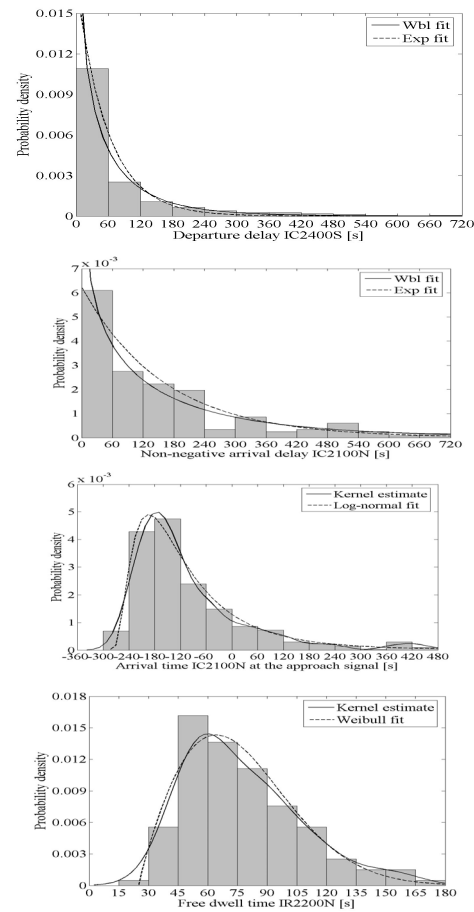 0.015
Wbl fit
Exp fit
0.012
0.009
0.006
0.003
0
Probability density
0 60 120 180 240 300 360 420 480 540 600 660 720
Departure delay IC2400S [s]
x 10-3
7
Wbl fit
Exp fit
6
5
4
3
2
1
0
Probability density
0 60 120 180 240 300 360 420 480 540 600 660 720
Non-negative arrival delay IC2100N [s]
x 10-3
6
Kernel estimate
Log-normal fit
5
4
3
2
1
0
Probability density
-360-300-240-180-120-60 0 60 120 180 240 300 360 420 480
Arrival time IC2100N at the approach signal [s]
0.018
Kernel estimate
Weibull fit
0.015
0.012
0.009
0.006
0.003
0
Probability density
0 15 30 45 60 75 90 105 120 135 150 165 180
Free dwell time IR2200N [s]